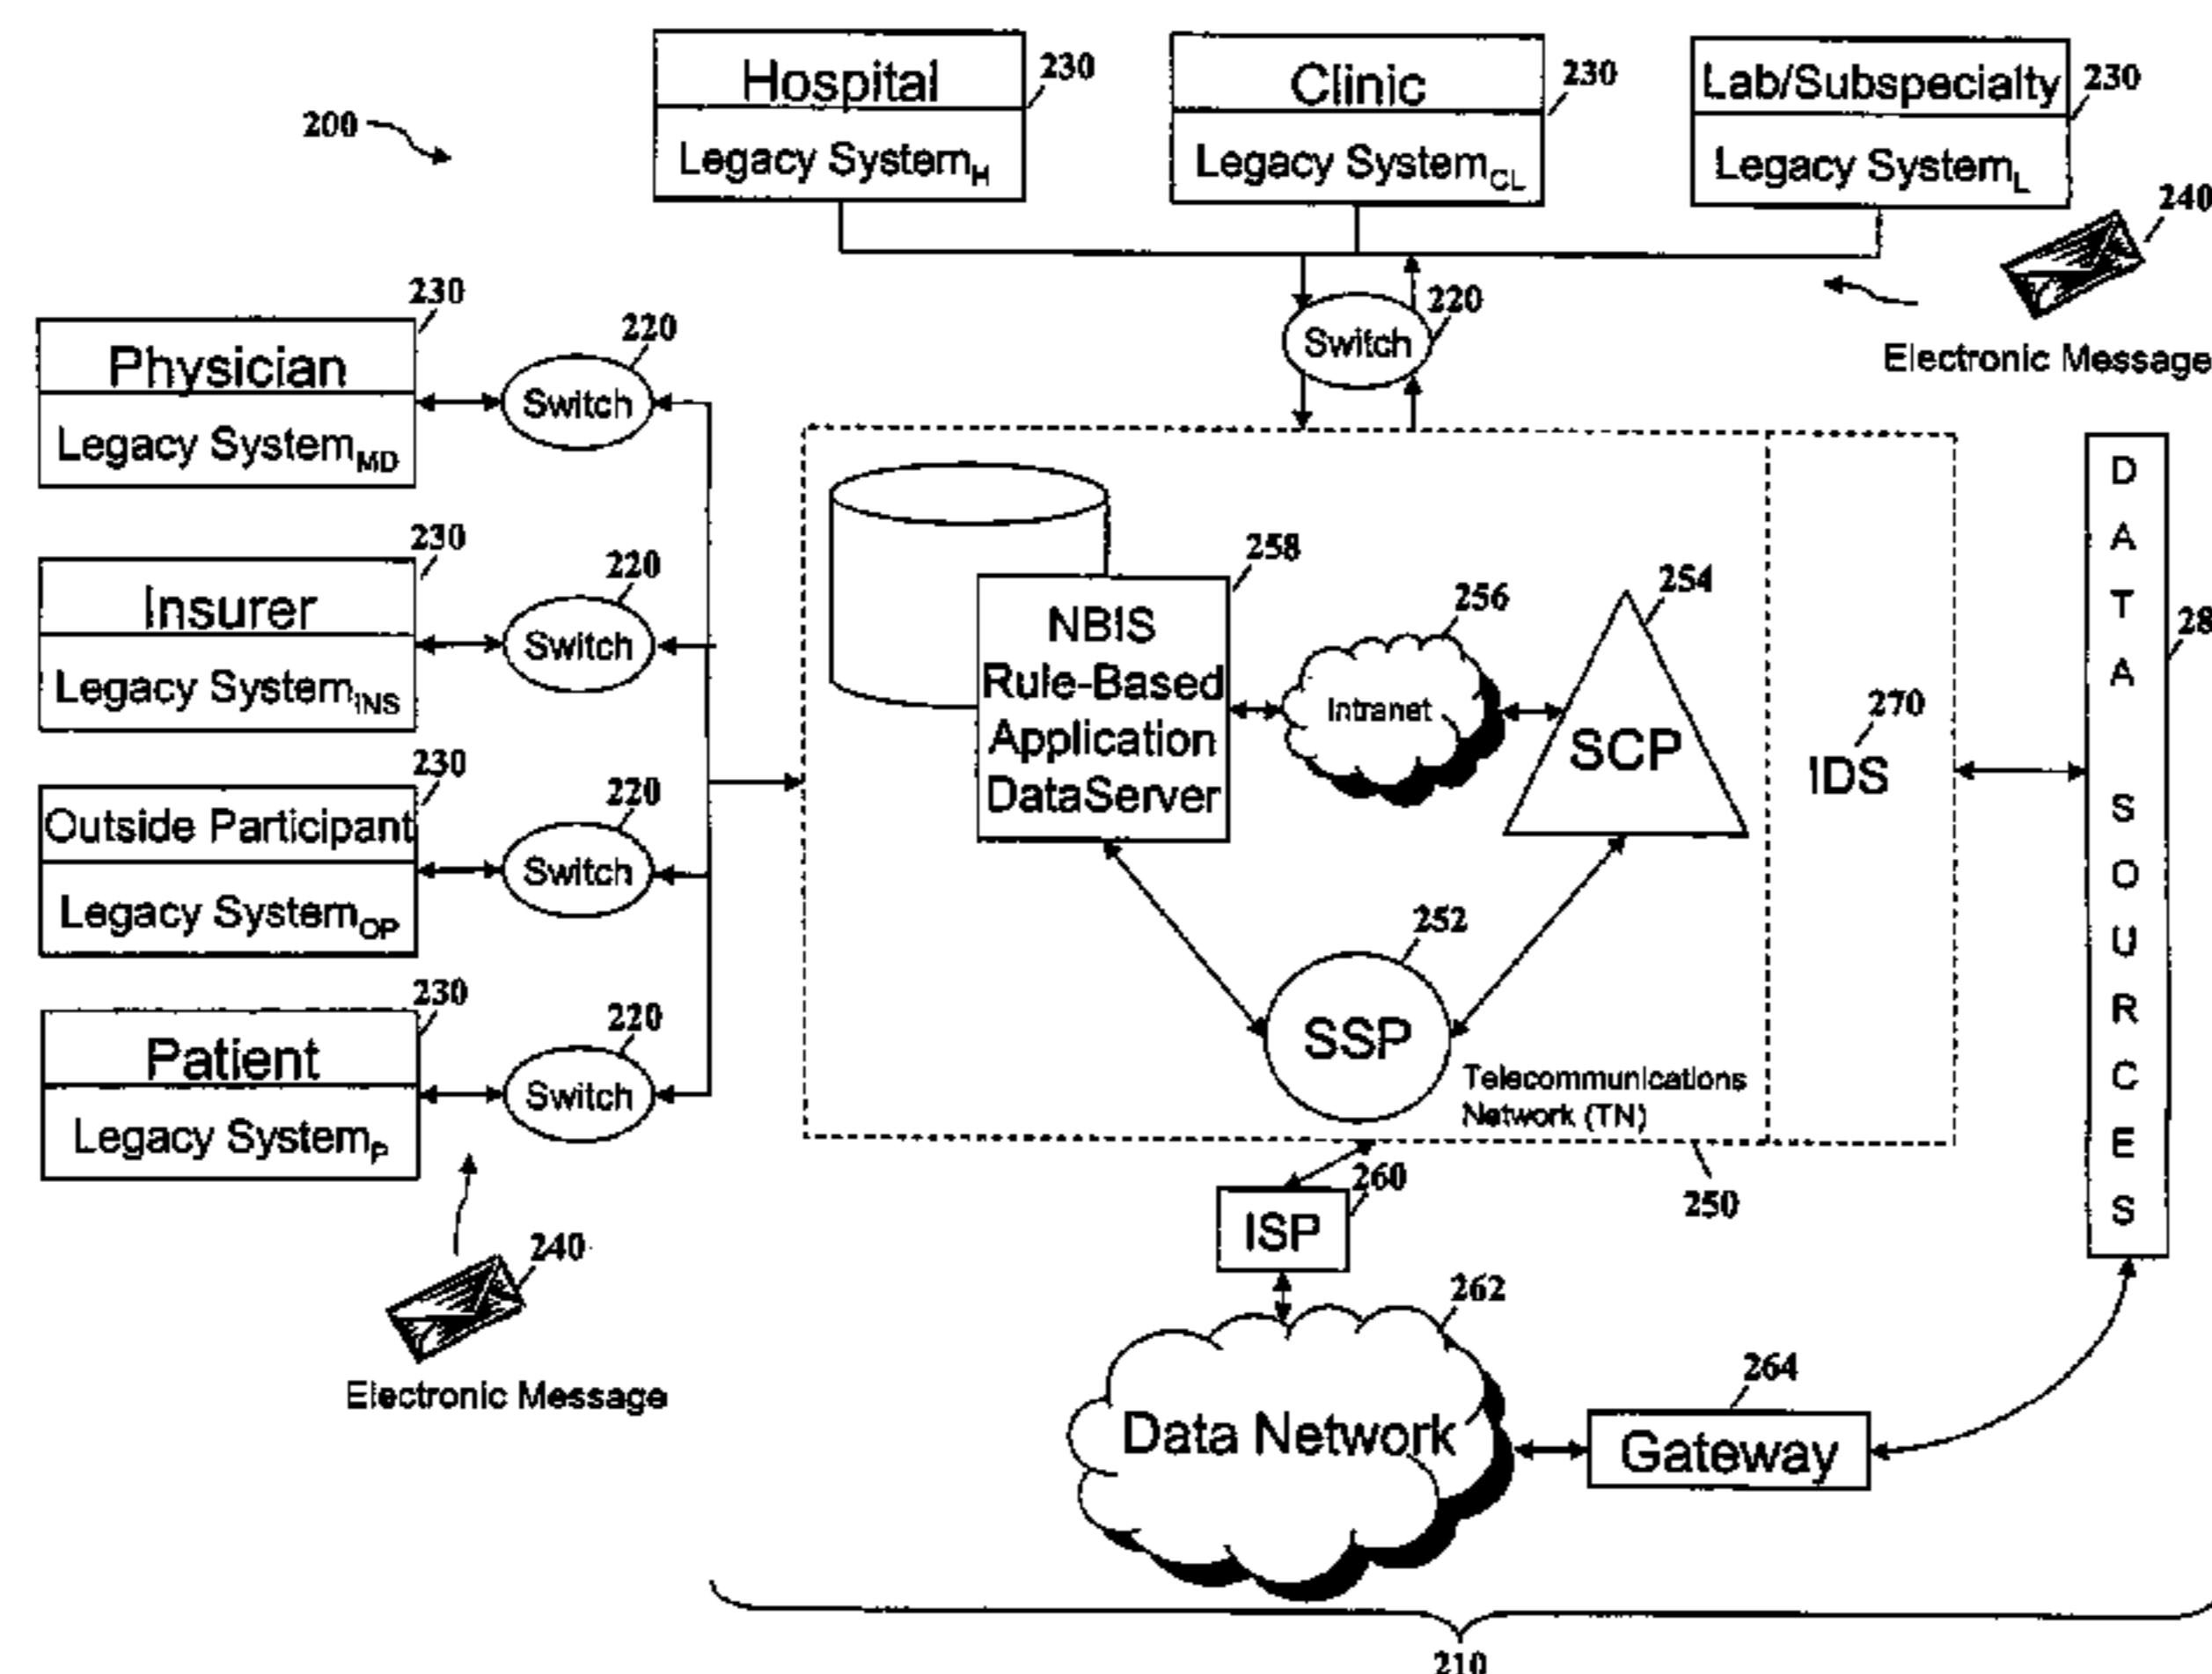 Hospital
230
Legacy SystemH
Clinic
230
Legacy SystemCL
Lab/Subspecialty
230
Legacy SystemL
200
240
Electronic Message
220
Switch
230
Physician
Legacy SystemMD
220
Switch
230
Insurer
Legacy SystemINS
220
Switch
230
Outside Participant
Legacy SystemOP
220
Switch
230
Patient
Legacy SystemP
220
Switch
240
Electronic Message
258
NBIS
Rule-Based
Application
DataServer
256
Intranet
254
SCP
252
SSP
Telecommunications
Network (TN)
250
270
IDS
DATA SOURCES
28
260
ISP
262
Data Network
264
Gateway
210